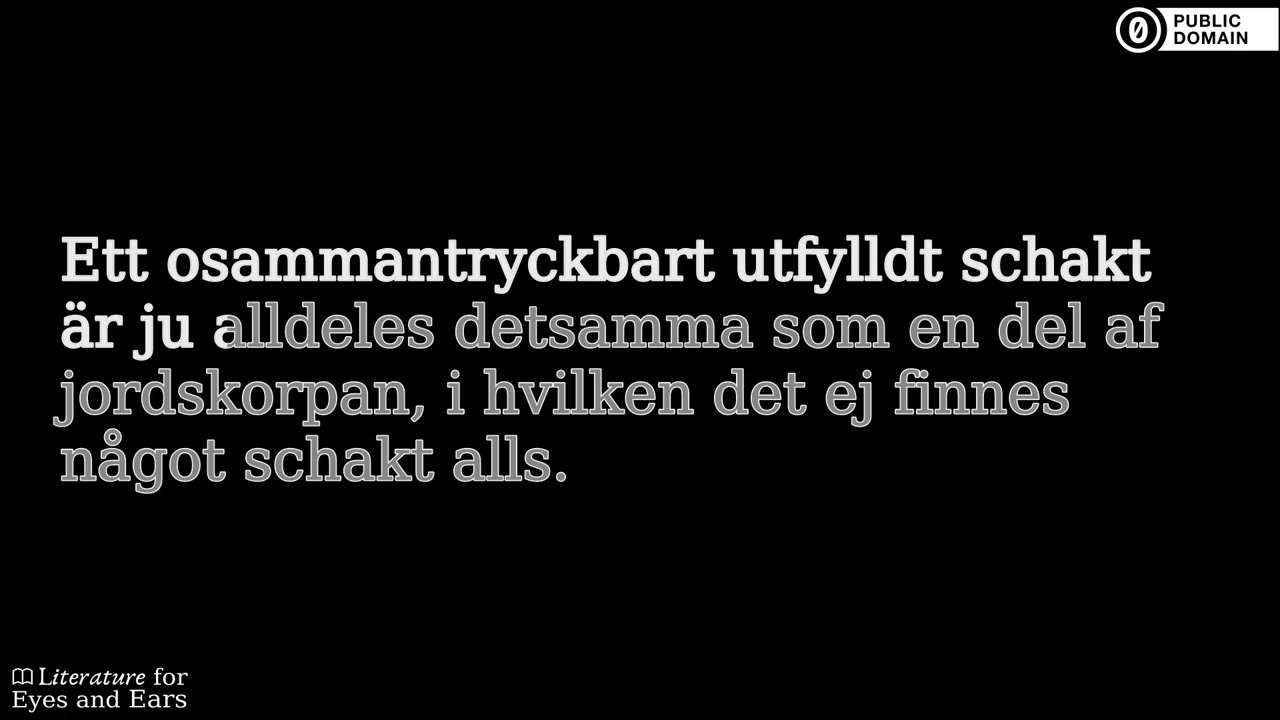 PUBLIC
DOMAIN
Ett osammantryckbart utfylldt schakt
är ju alldeles detsamma som en del af
jordskorpan, i hvilken det ej finnes
något schakt alls.
Literature for
Eyes and Ears